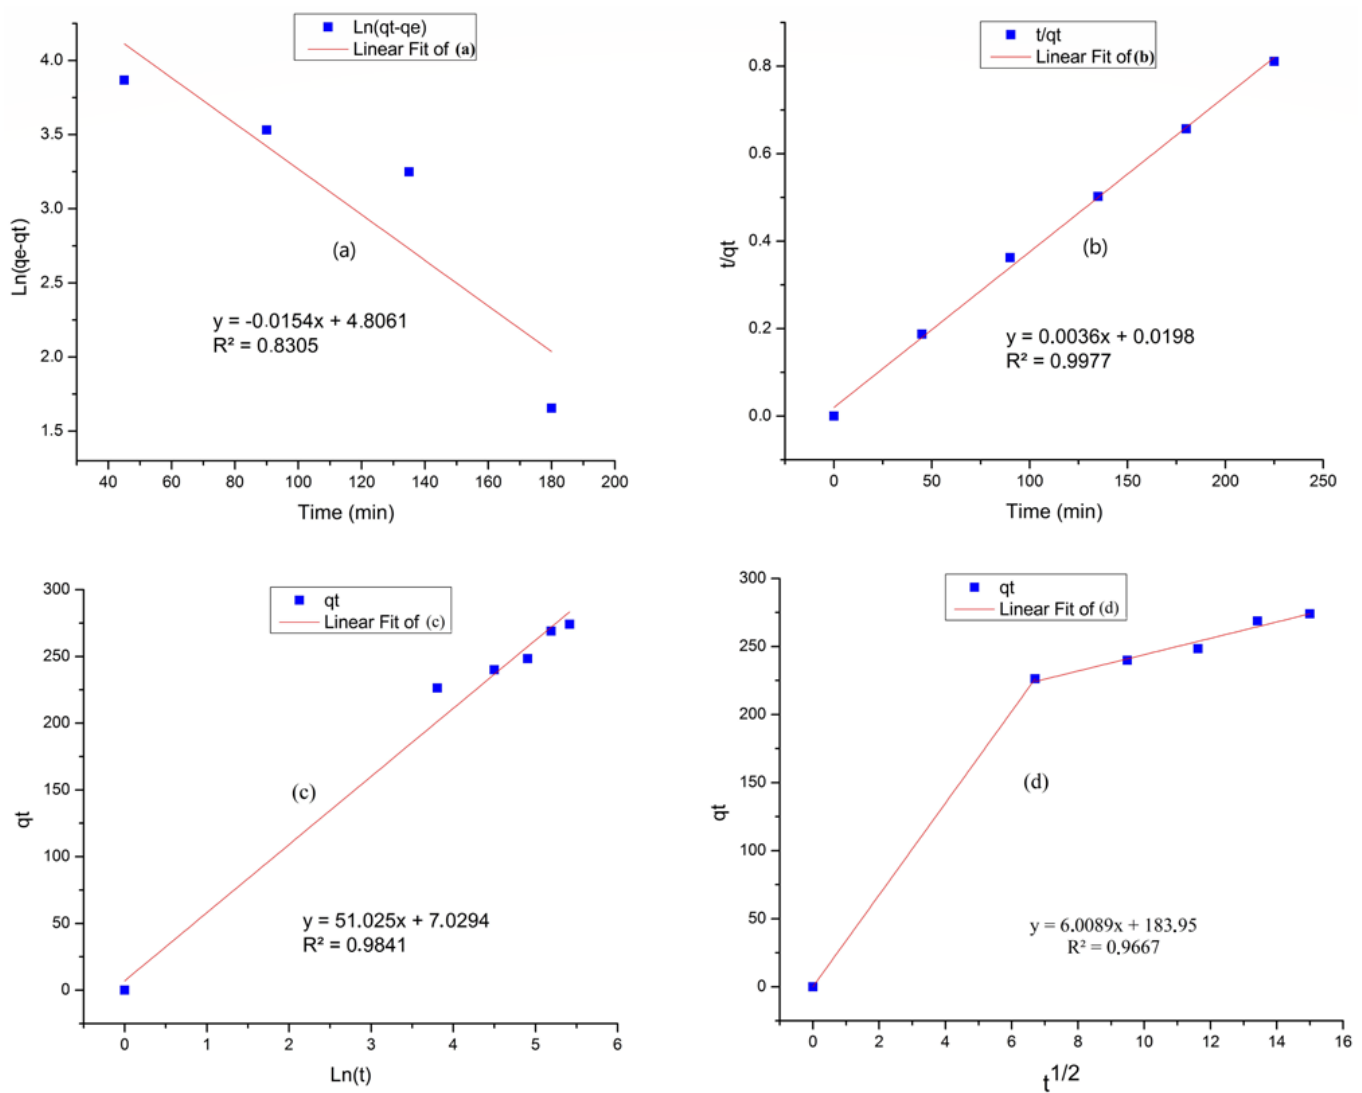 Ln(qt-qe)
Linear Fit of (a)
4.0
3.5
3.0
2.5
2.0
1.5
Ln(qe-qt)
(a)
y = -0.0154x + 4.8061
R² = 0.8305
40 60 80 100 120 140 160 180 200
Time (min)
t/qt
Linear Fit of (b)
0.8
0.6
0.4
0.2
0.0
t/qt
(b)
y = 0.0036x + 0.0198
R² = 0.9977
0 50 100 150 200 250
Time (min)
qt
Linear Fit of (c)
300
250
200
150
100
50
0
qt
(c)
y = 51.025x + 7.0294
R² = 0.9841
0 1 2 3 4 5 6
Ln(t)
qt
Linear Fit of (d)
300
250
200
150
100
50
0
qt
(d)
y = 6.0089x + 183.95
R² = 0.9667
0 2 4 6 8 10 12 14 16
t^1/2